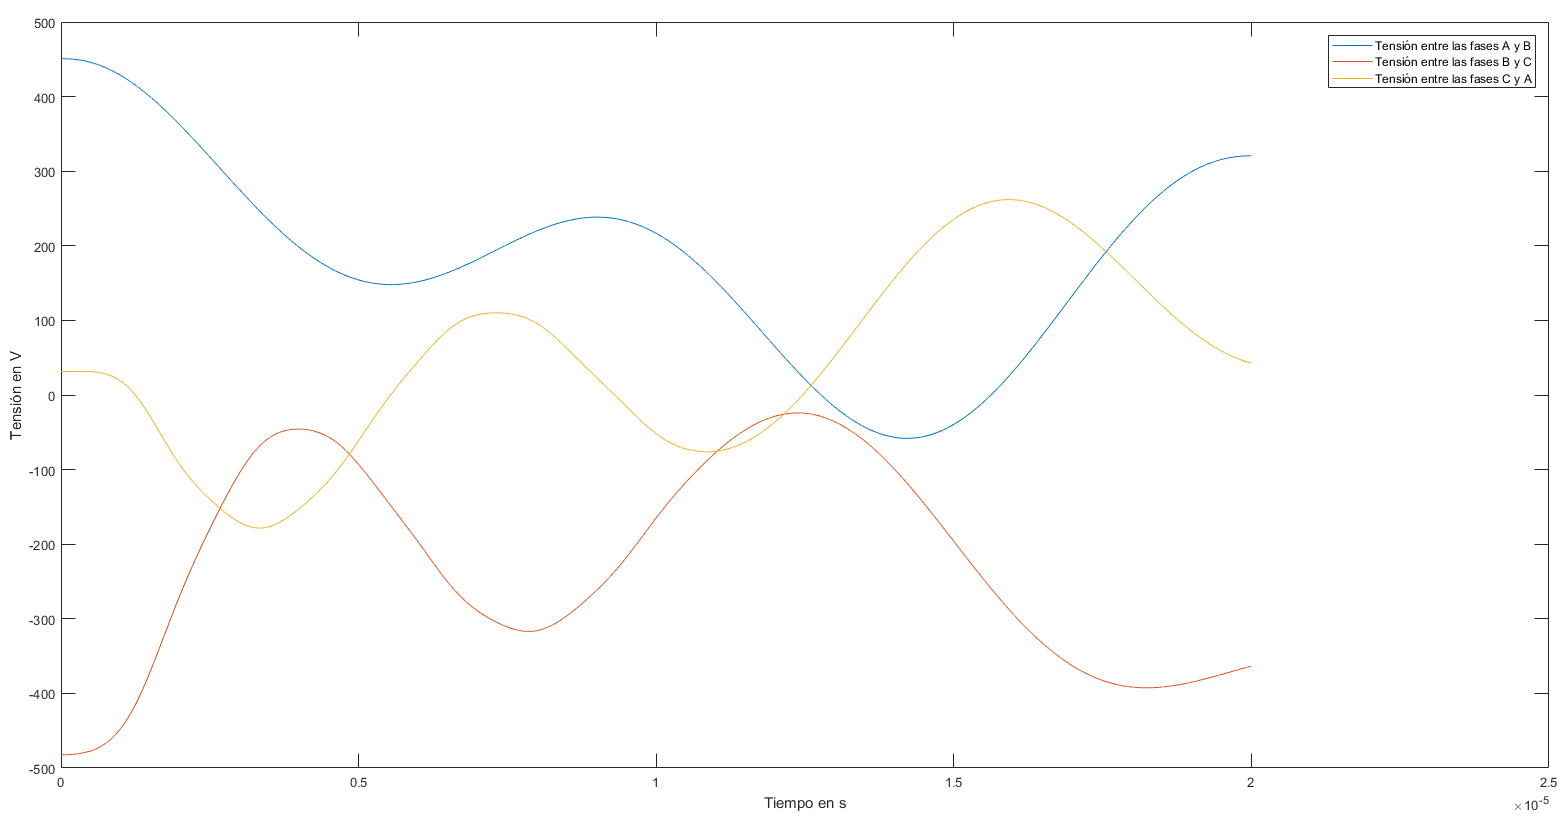 500
400
300
200
100
0
-100
-200
-300
-400
-500
Tensión en V
Tensión entre las fases A y B
Tensión entre las fases B y C
Tensión entre las fases C y A
0 0.5 1 1.5 2 2.5
Tiempo en s
×10-5